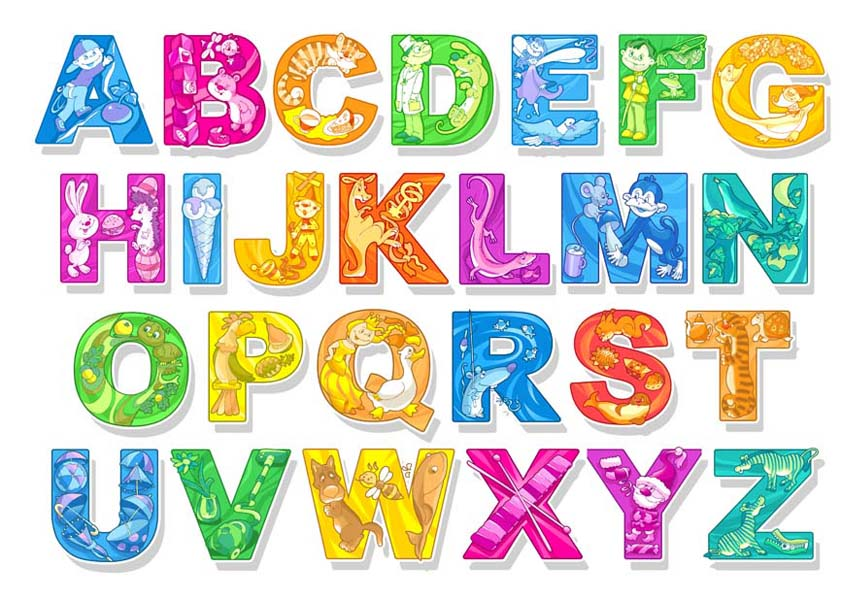 ABCDEFG
HIJKLMN
OPQRST
UVWXYZ